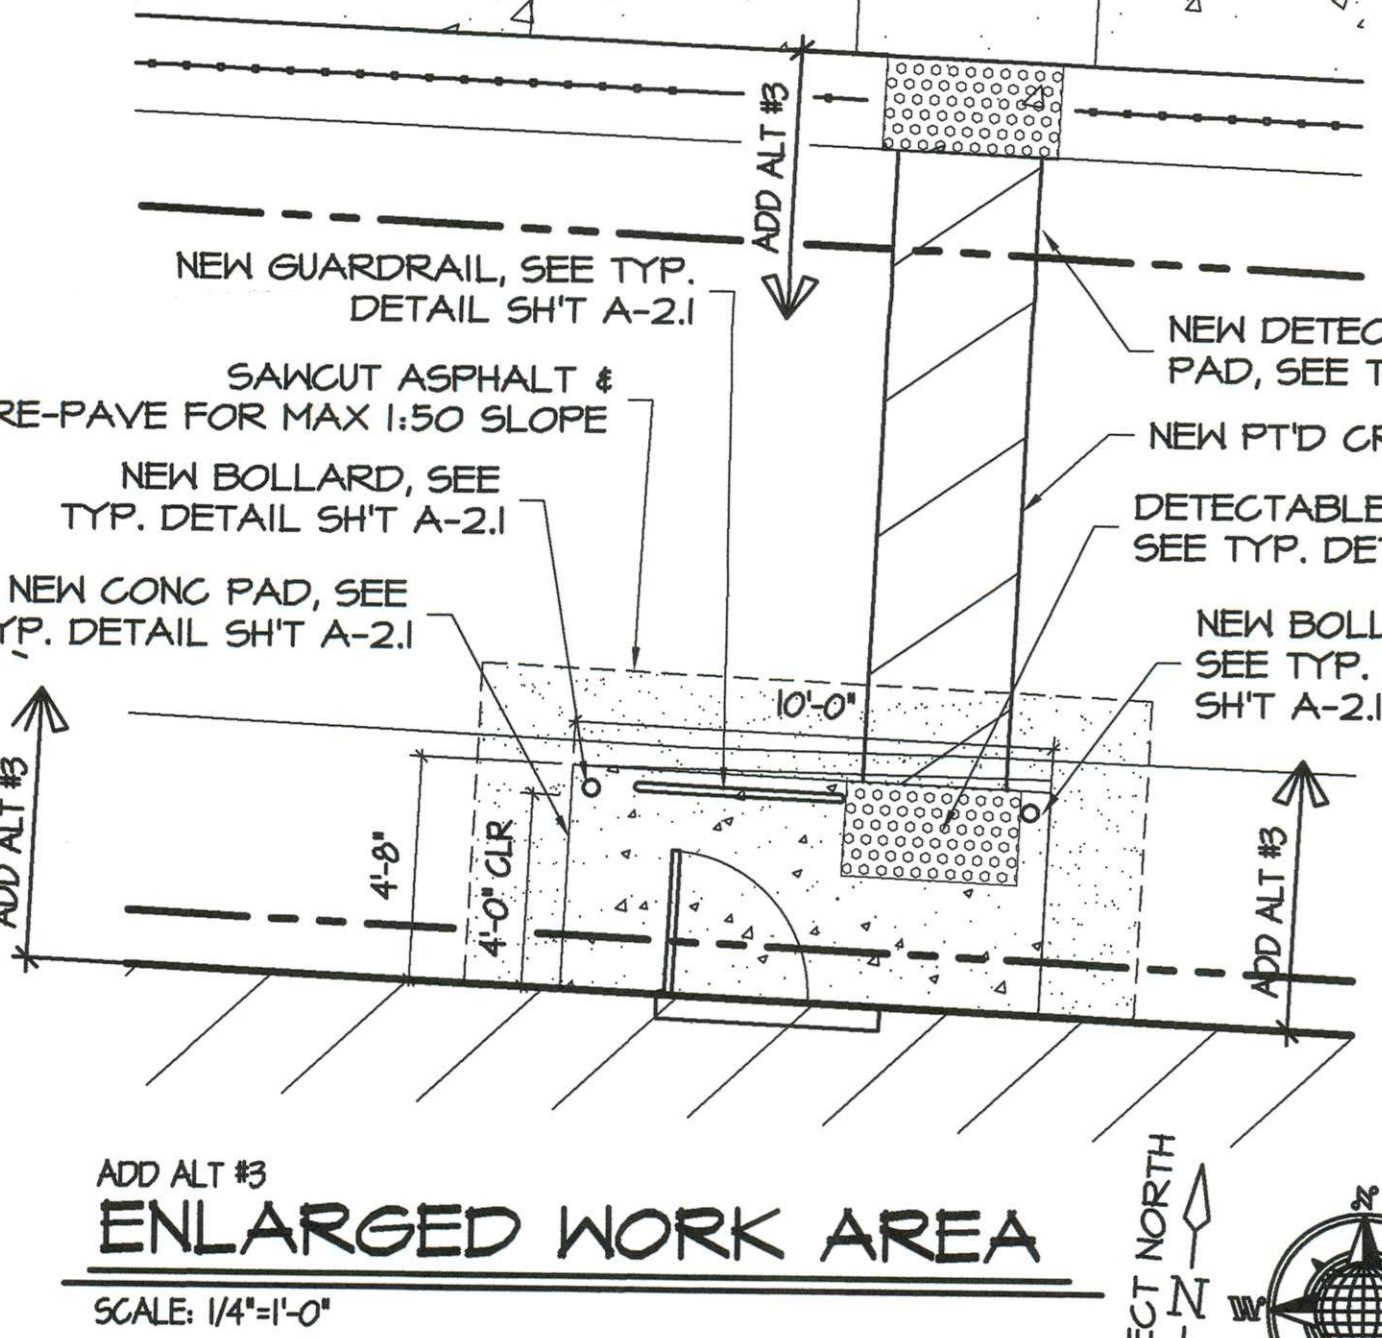 ADD ALT #3
NEW GUARDRAIL, SEE TYP.
DETAIL SH'T A-2.1
SAWCUT ASPHALT &
RE-PAVE FOR MAX 1:50 SLOPE
NEW BOLLARD, SEE
TYP. DETAIL SH'T A-2.1
NEW CONC PAD, SEE
YP. DETAIL SH'T A-2.1
NEW DETEC
PAD, SEE T
NEW PT'D CR
DETECTABLE
SEE TYP. DET
NEW BOLL
SEE TYP.
SH'T A-2.1
10'-0"
4'-8"
4'-0" CLR
ADD ALT #3
ADD ALT #3
ADD ALT #3
ENLARGED WORK AREA
SCALE: 1/4"=1'-0"
ECT NORTH
N
N
W